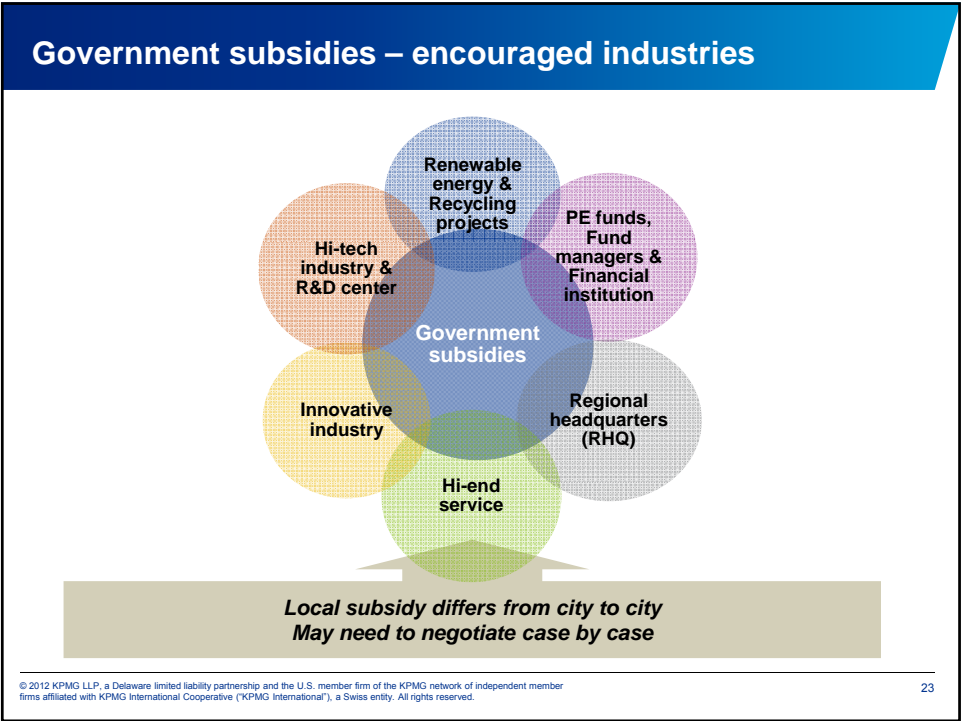 Government subsidies – encouraged industries
Renewable
energy &
Recycling
projects
PE funds,
Fund
managers &
Financial
institution
Hi-tech
industry &
R&D center
Government
subsidies
Innovative
industry
Regional
headquarters
(RHQ)
Hi-end
service
Local subsidy differs from city to city
May need to negotiate case by case
© 2012 KPMG LLP, a Delaware limited liability partnership and the U.S. member firm of the KPMG network of independent member
firms affiliated with KPMG International Cooperative (“KPMG International”), a Swiss entity. All rights reserved.
23